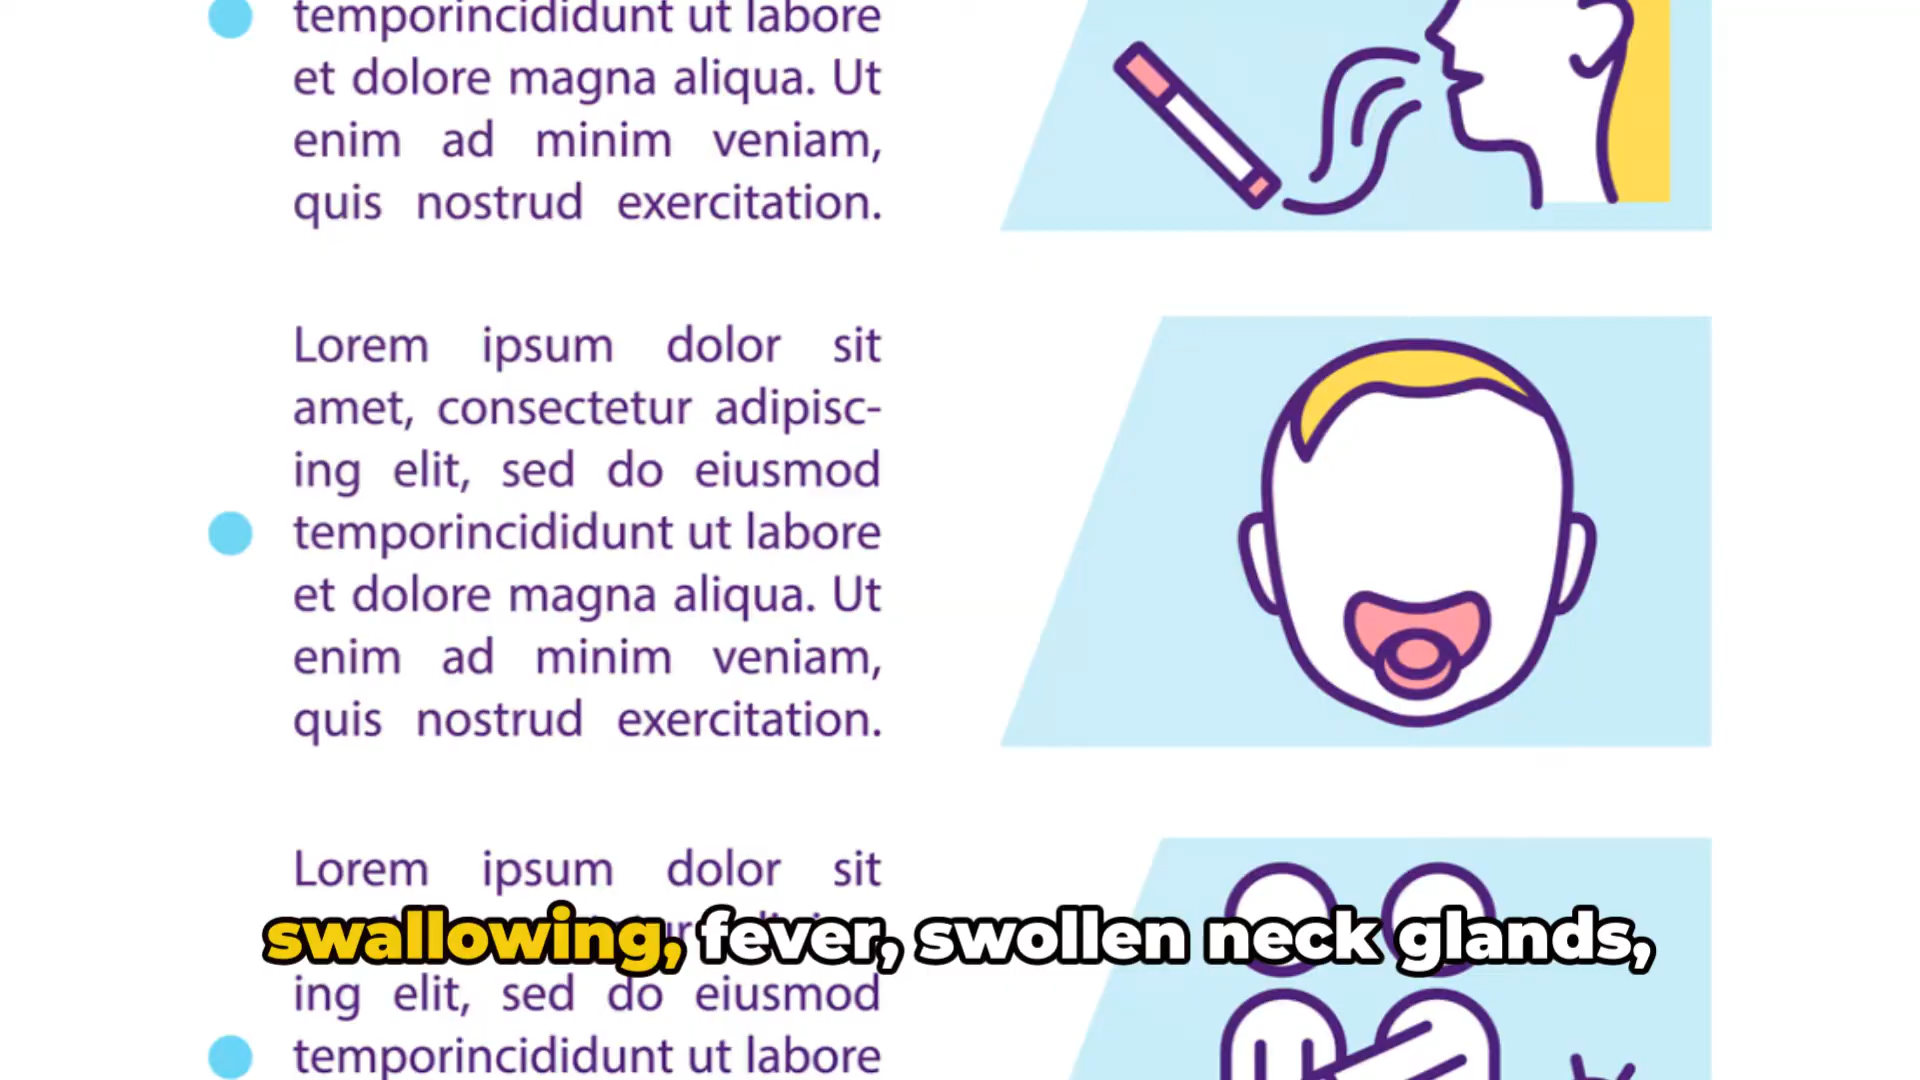 temporincididunt ut labore
et dolore magna aliqua. Ut
enim ad minim veniam,
quis nostrud exercitation.
Lorem ipsum dolor sit
amet, consectetur adipisc-
ing elit, sed do eiusmod
temporincididunt ut labore
et dolore magna aliqua. Ut
enim ad minim veniam,
quis nostrud exercitation.
Lorem ipsum dolor sit
swallowing, fever, swollen neck glands,
ing elit, sed do eiusmod
temporincididunt ut labore